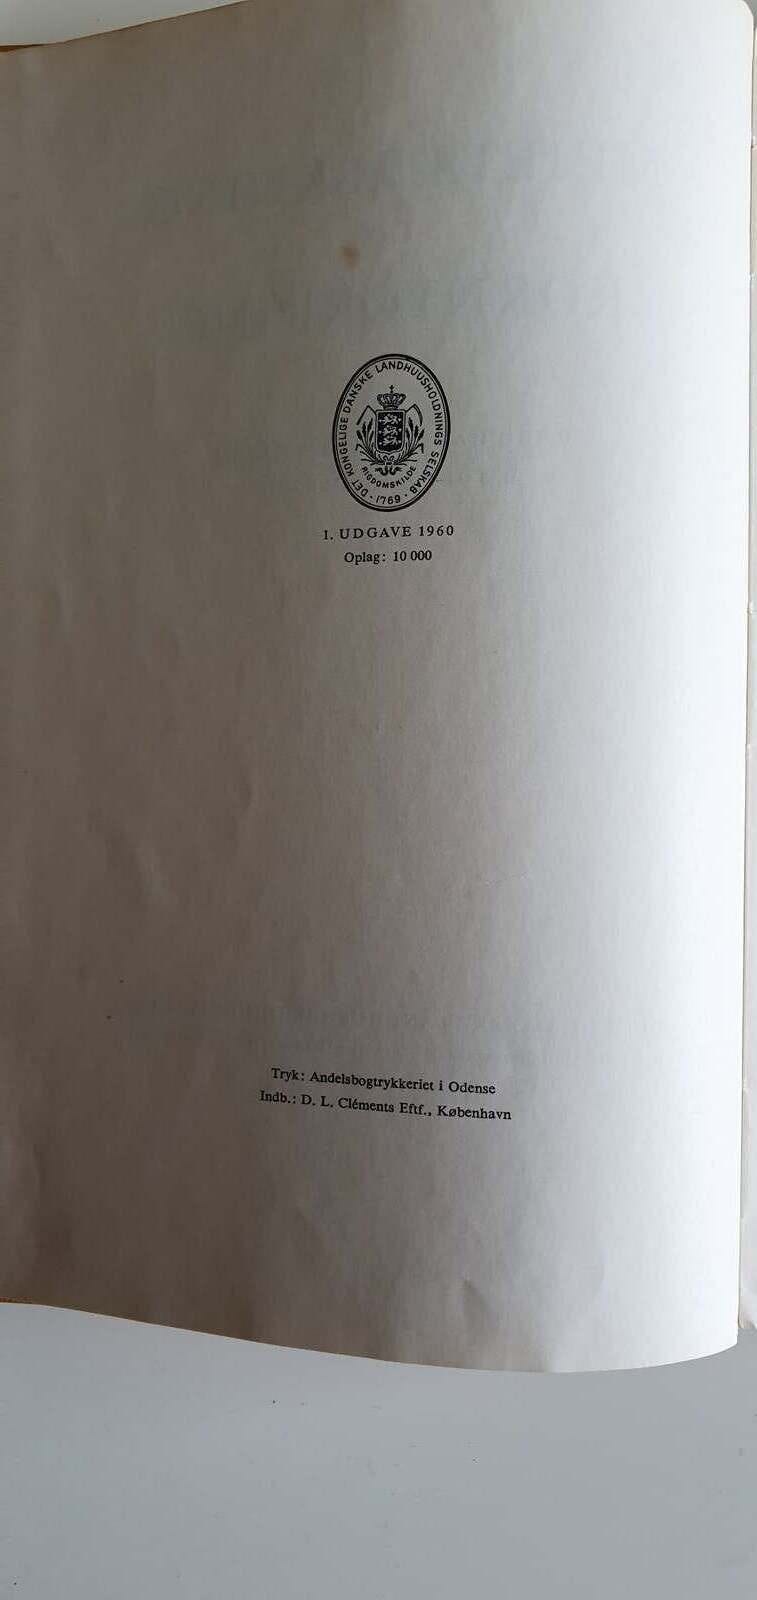 DET KONGELIGE DANSKE LANDHUUSHOLDNINGS SELSKAB
RIGDOMSKILDE
· 1769 ·
1. UDGAVE 1960
Oplag: 10 000
Tryk: Andelsbogtrykkeriet i Odense
Indb.: D. L. Cléments Eftf., København